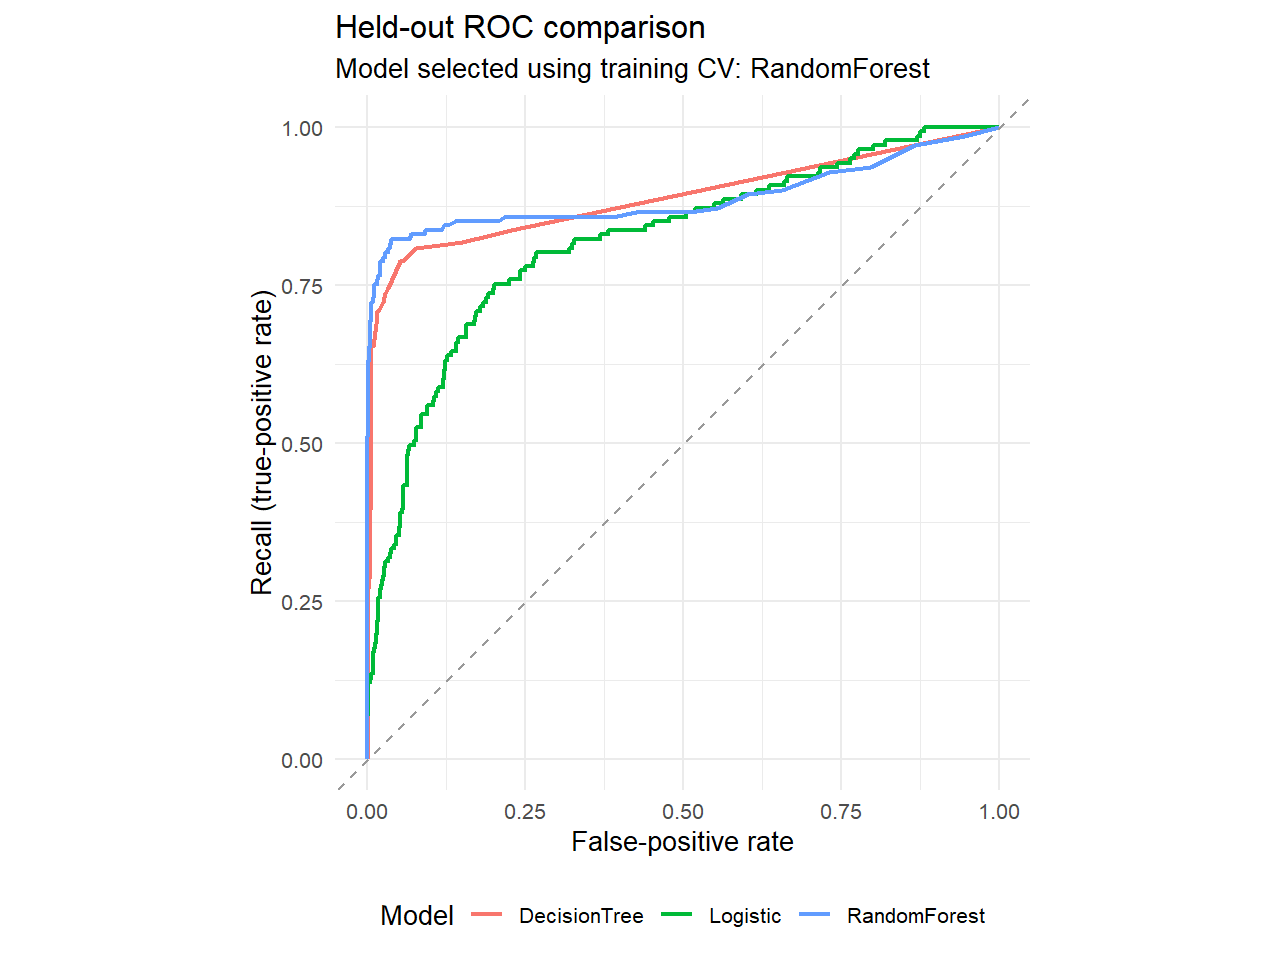 Held-out ROC comparison
Model selected using training CV: RandomForest
Recall (true-positive rate)
1.00
0.75
0.50
0.25
0.00
0.00 0.25 0.50 0.75 1.00
False-positive rate
Model DecisionTree Logistic RandomForest